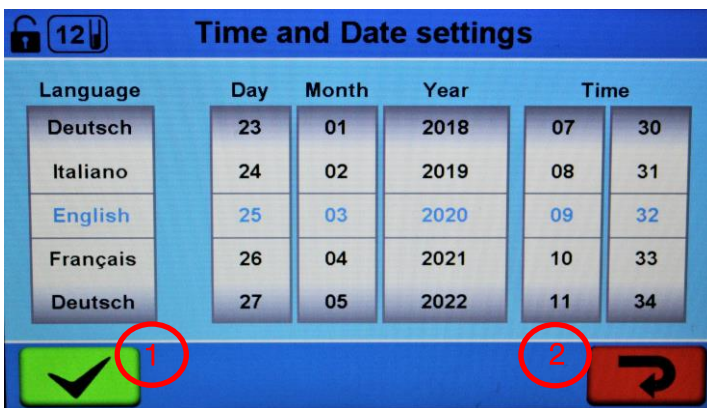 12 Time and Date settings
Language Day Month Year Time
Deutsch 23 01 2018 07 30
Italiano 24 02 2019 08 31
English 25 03 2020 09 32
Français 26 04 2021 10 33
Deutsch 27 05 2022 11 34
1 2